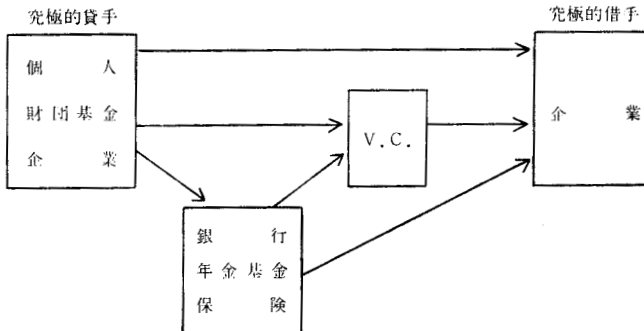 究極的貸手
究極的借手
個人
財団基金
企業
V.C.
企業
銀行
年金基金
保険